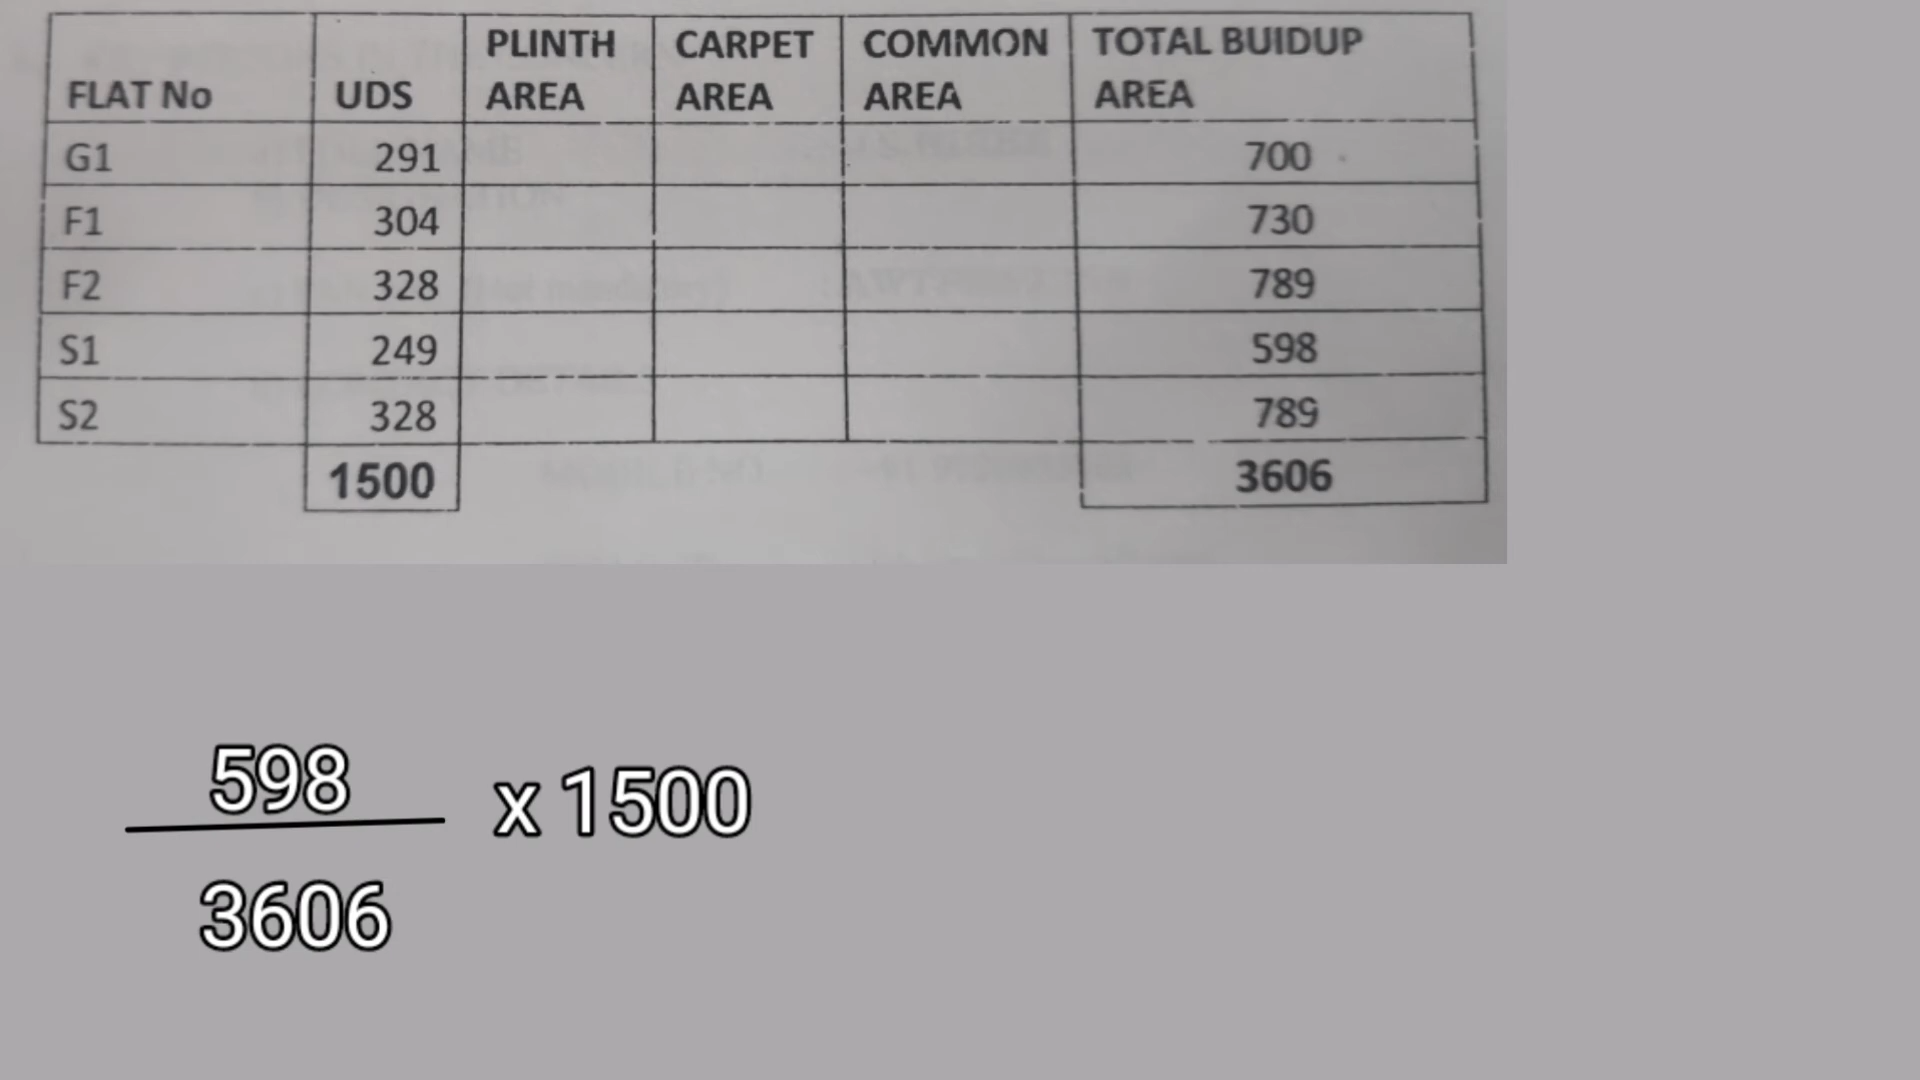 PLINTH CARPET COMMON TOTAL BUIDUP
FLAT No UDS AREA AREA AREA AREA
G1 291 700
F1 304 730
F2 328 789
S1 249 598
S2 328 789
1500 3606
598
x 1500
3606